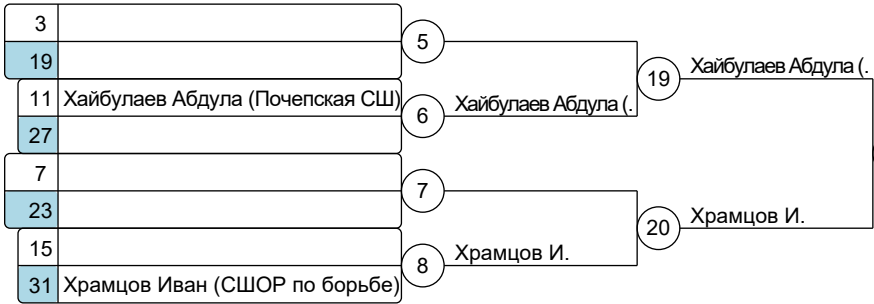 3
5
19
19
Хайбулаев Абдула (.
11 Хайбулаев Абдула (Почепская СШ)
6
Хайбулаев Абдула (.
27
7
7
23
20
Храмцов И.
15
8
Храмцов И.
31 Храмцов Иван (СШОР по борьбе)